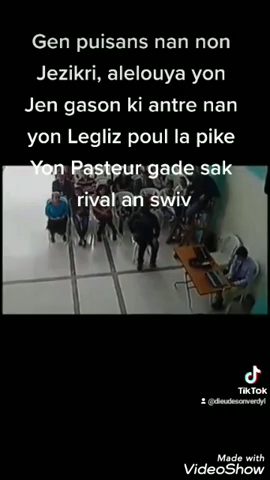 Gen puisans nan non
Jezikri, alelouya yon
Jen gason ki antre nan
yon Legliz poul la pike
Yon Pasteur gade sak
rival an swiv
TikTok
@dieudesonverdyl
Made with
VideoShow